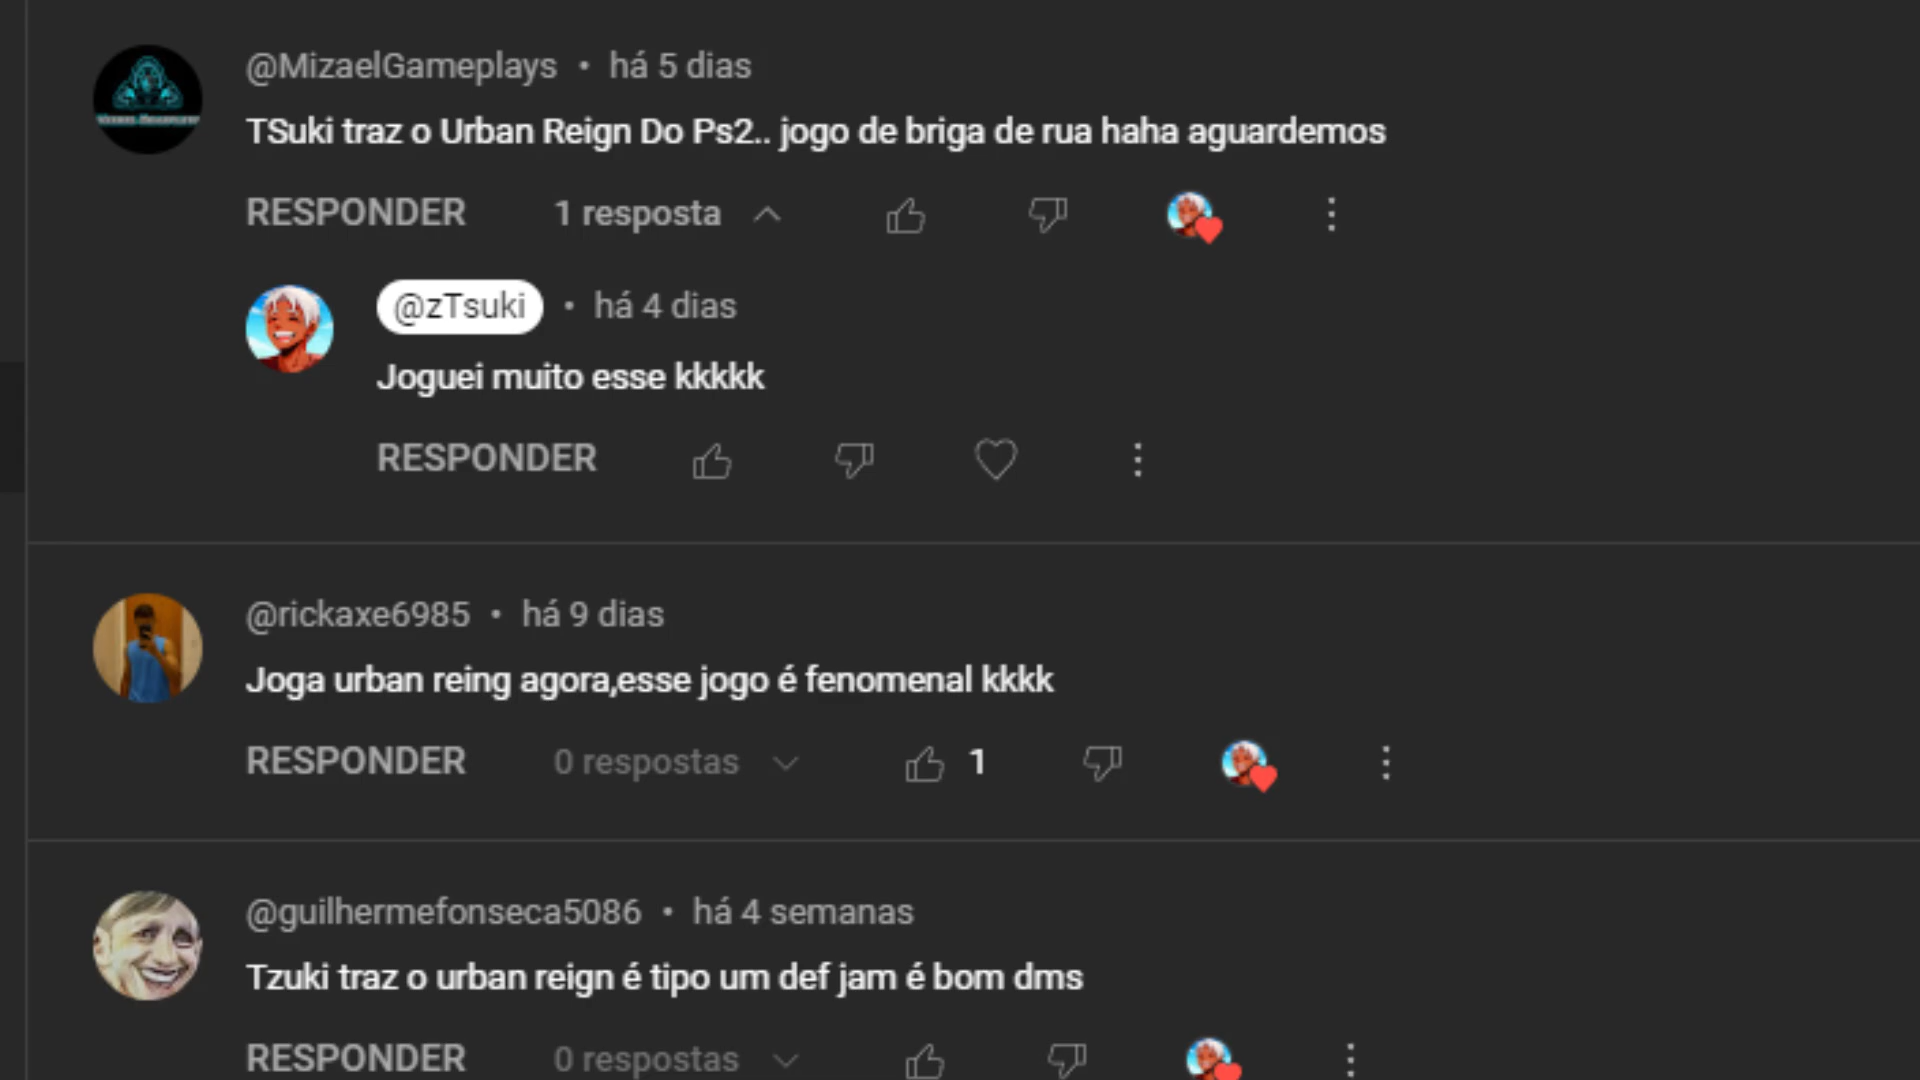 @MizaelGameplays • há 5 dias
TSuki traz o Urban Reign Do Ps2.. jogo de briga de rua haha aguardemos
RESPONDER 1 resposta
@zTsuki • há 4 dias
Joguei muito esse kkkkk
RESPONDER
@rickaxe6985 • há 9 dias
Joga urban reing agora,esse jogo é fenomenal kkkk
RESPONDER 0 respostas 1
@guilhermefonseca5086 • há 4 semanas
Tzuki traz o urban reign é tipo um def jam é bom dms
RESPONDER 0 respostas